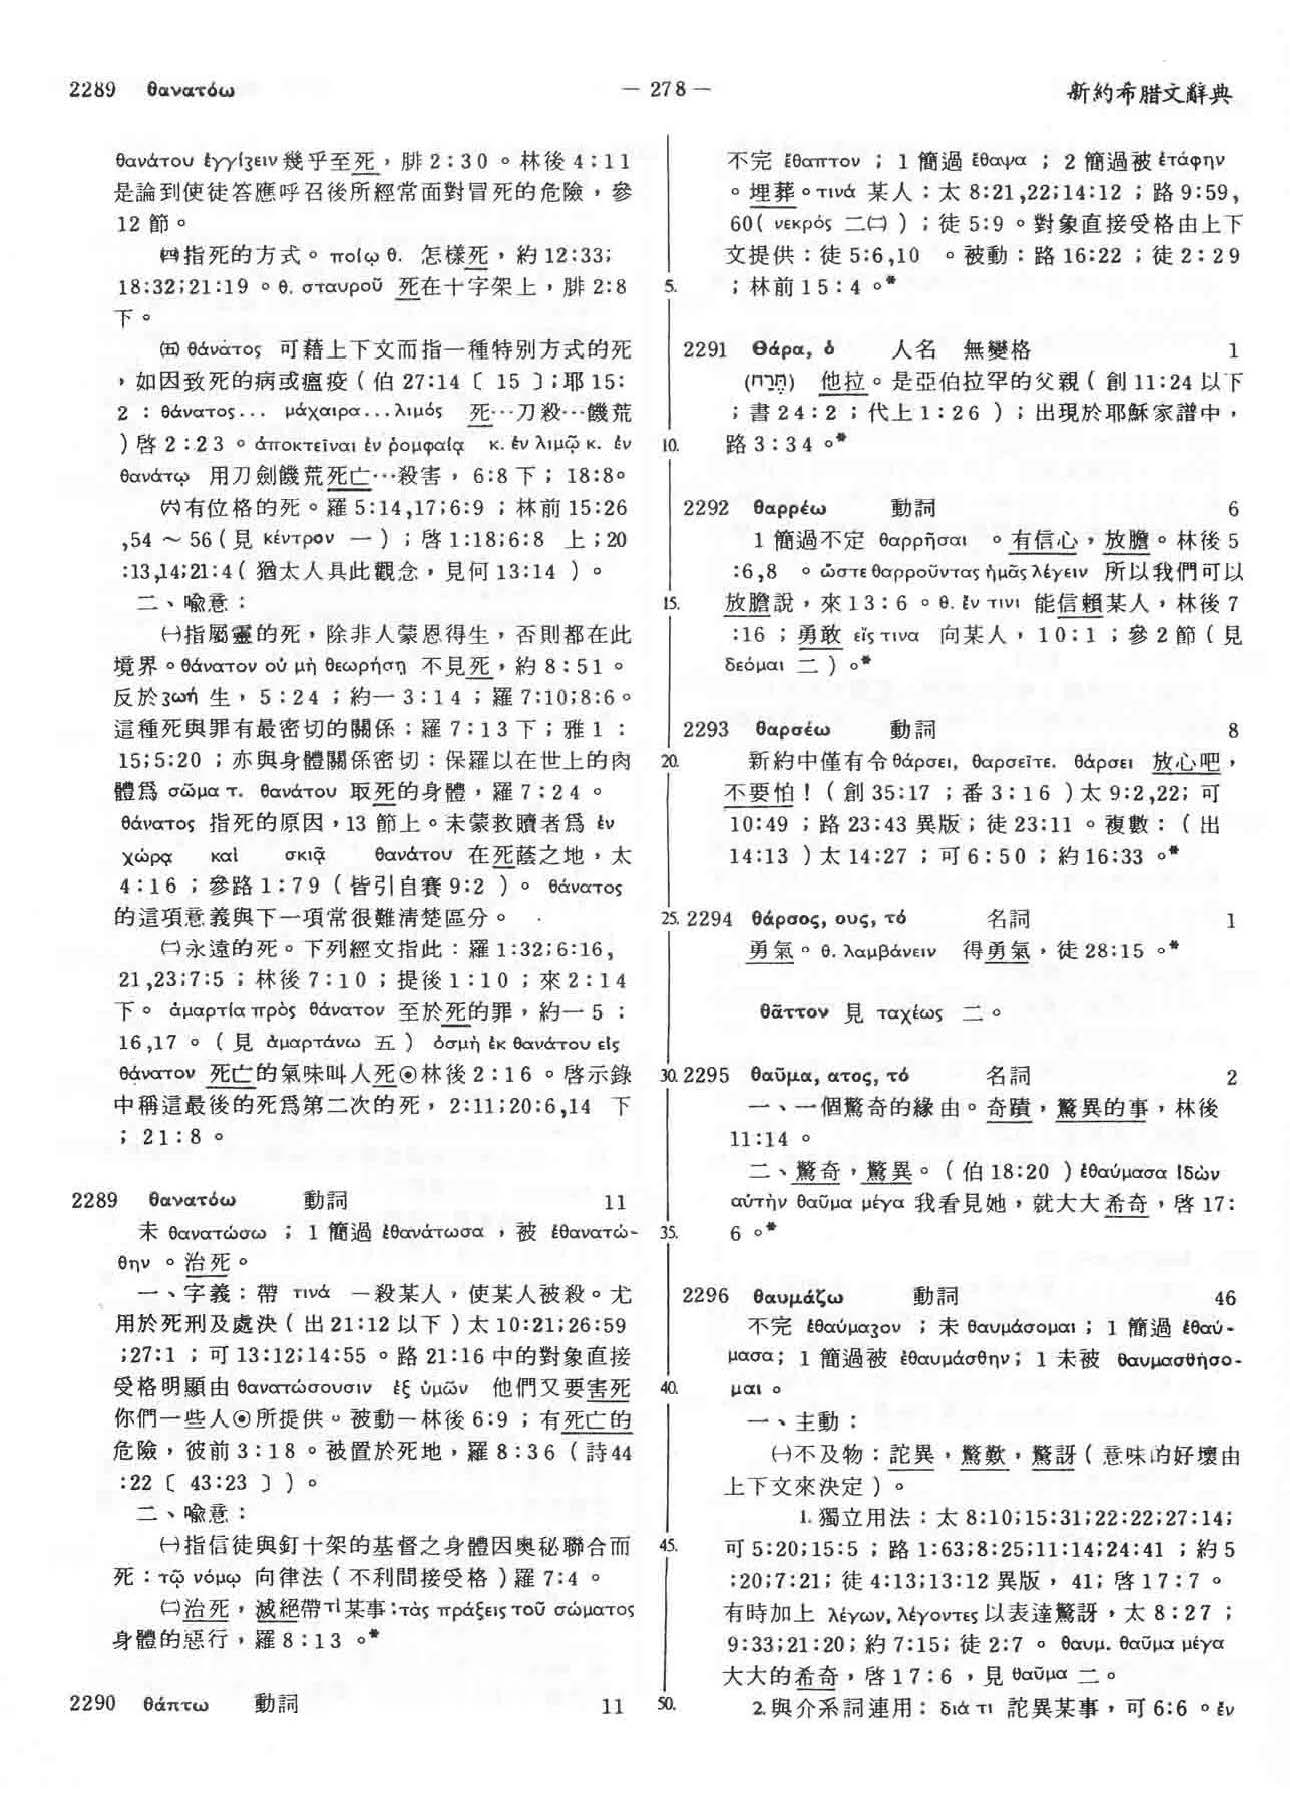 2289 θανατόω
— 278 —
新約希腊文辭典
θανάτου ἐγγίζειν 幾乎至死，腓 2:30 。林後 4:11
是論到使徒答應呼召後所經常面對冒死的危險，參
12 節。
㈣指死的方式。ποίῳ θ. 怎樣死，約 12:33;
18:32;21:19 。θ. σταυροῦ 死在十字架上，腓 2:8
下。
㈤ θάνατος 可藉上下文而指一種特别方式的死
，如因致死的病或瘟疫（伯 27:14〔 15 〕;耶 15:
2 : θάνατος... μάχαιρα...λιμός 死…刀殺…饑荒
）啓 2:23 。ἀποκτεῖναι ἐν ῥομφαίᾳ κ. ἐν λιμῷ κ. ἐν
θανάτῳ 用刀劍饑荒死亡…殺害，6:8 下；18:8。
㈥有位格的死。羅 5:14,17;6:9 ；林前 15:26
,54 ～ 56（見 κέντρον 一）；啓 1:18;6:8 上；20
:13,14;21:4（猶太人具此觀念，見何 13:14 ）。
二、喻意：
㈠指屬靈的死，除非人蒙恩得生，否則都在此
境界。θάνατον οὐ μὴ θεωρήσῃ 不見死，約 8:51 。
反於 ζωή 生，5:24 ；約一 3:14 ；羅 7:10;8:6。
這種死與罪有最密切的關係：羅 7:13 下；雅 1 :
15;5:20 ；亦與身體關係密切：保羅以在世上的肉
體爲 σῶμα τ. θανάτου 取死的身體，羅 7:24 。
θάνατος 指死的原因，13 節上。未蒙救贖者爲 ἐν
χώρᾳ καὶ σκιᾷ θανάτου 在死蔭之地，太
4:16 ；參路 1:79（皆引自賽 9:2 ）。θάνατος
的這項意義與下一項常很難清楚區分。
㈡永遠的死。下列經文指此：羅 1:32;6:16,
21,23;7:5 ；林後 7:10 ；提後 1:10 ；來 2:14
下。ἁμαρτία πρὸς θάνατον 至於死的罪，約一 5 :
16,17 。（見 ἁμαρτάνω 五）ὀσμὴ ἐκ θανάτου εἰς
θάνατον 死亡的氣味叫人死⊙林後 2:16 。啓示錄
中稱這最後的死爲第二次的死，2:11;20:6,14 下
；21:8 。
2289 θανατόω 動詞 11
未 θανατώσω ；1 簡過 ἐθανάτωσα ，被 ἐθανατώ-
θην 。治死。
一、字義：帶 τινά —殺某人，使某人被殺。尤
用於死刑及處決（出 21:12 以下）太 10:21;26:59
;27:1 ；可 13:12;14:55 。路 21:16 中的對象直接
受格明顯由 θανατώσουσιν ἐξ ὑμῶν 他們又要害死
你們一些人⊙所提供。被動—林後 6:9 ；有死亡的
危險，彼前 3:18 。被置於死地，羅 8:36（詩 44
:22〔 43:23 〕）。
二、喻意：
㈠指信徒與釘十架的基督之身體因奧秘聯合而
死：τῷ νόμῳ 向律法（不利間接受格）羅 7:4 。
㈡治死，滅絕帶 τὶ 某事：τὰς πράξεις τοῦ σώματος
身體的惡行，羅 8:13 。*
2290 θάπτω 動詞 11
5.
10.
15.
20.
25.
30.
35.
40.
45.
50.
不完 ἔθαπτον ；1 簡過 ἔθαψα ；2 簡過被 ἐτάφην
。埋葬。τινά 某人：太 8:21,22;14:12 ；路 9:59,
60( νεκρός 二㈡ ) ；徒 5:9 。對象直接受格由上下
文提供：徒 5:6,10 。被動：路 16:22 ；徒 2:29
；林前 15:4 。*
2291 Θάρα, ὁ 人名 無變格 1
(תֶּרַח) 他拉。是亞伯拉罕的父親（創 11:24 以下
；書 24:2 ；代上 1:26 ）；出現於耶穌家譜中，
路 3:34 。*
2292 θαρρέω 動詞 6
1 簡過不定 θαρρῆσαι 。有信心，放膽。林後 5
:6,8 。ὥστε θαρροῦντας ἡμᾶς λέγειν 所以我們可以
放膽說，來 13:6 。θ. ἔν τινι 能信賴某人，林後 7
:16 ；勇敢 εἴς τινα 向某人，10:1 ；參 2 節（見
δεόμαι 二）。*
2293 θαρσέω 動詞 8
新約中僅有令 θάρσει, θαρσεῖτε. θάρσει 放心吧，
不要怕！（創 35:17 ；番 3:16 ）太 9:2,22；可
10:49 ；路 23:43 異版；徒 23:11 。複數：（出
14:13 ）太 14:27 ；可 6:50 ；約 16:33 。*
2294 θάρσος, ους, τό 名詞 1
勇氣。θ. λαμβάνειν 得勇氣，徒 28:15 。*
θᾶττον 見 ταχέως 二。
2295 θαῦμα, ατος, τό 名詞 2
一、一個驚奇的緣由。奇蹟，驚異的事，林後
11:14 。
二、驚奇，驚異。（伯 18:20 ）ἐθαύμασα ἰδὼν
αὐτὴν θαῦμα μέγα 我看見她，就大大希奇，啓 17:
6 。*
2296 θαυμάζω 動詞 46
不完 ἐθαύμαζον ；未 θαυμάσομαι ；1 簡過 ἐθαύ-
μασα；1 簡過被 ἐθαυμάσθην；1 未被 θαυμασθήσο-
μαι 。
一、主動：
㈠不及物：詫異，驚歎，驚訝（意味的好壞由
上下文來決定）。
1. 獨立用法：太 8:10;15:31;22:22;27:14;
可 5:20;15:5 ；路 1:63;8:25;11:14;24:41 ；約 5
:20;7:21；徒 4:13;13:12 異版，41；啓 17:7 。
有時加上 λέγων, λέγοντες 以表達驚訝，太 8:27 ；
9:33;21:20；約 7:15；徒 2:7 。θαυμ. θαῦμα μέγα
大大的希奇，啓 17:6 ，見 θαῦμα 二。
2. 與介系詞連用：διά τι 詫異某事，可 6:6 。ἔν